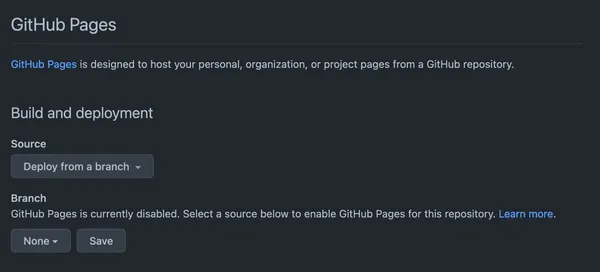 GitHub Pages
GitHub Pages is designed to host your personal, organization, or project pages from a GitHub repository.
Build and deployment
Source
Deploy from a branch
Branch
GitHub Pages is currently disabled. Select a source below to enable GitHub Pages for this repository. Learn more.
None Save